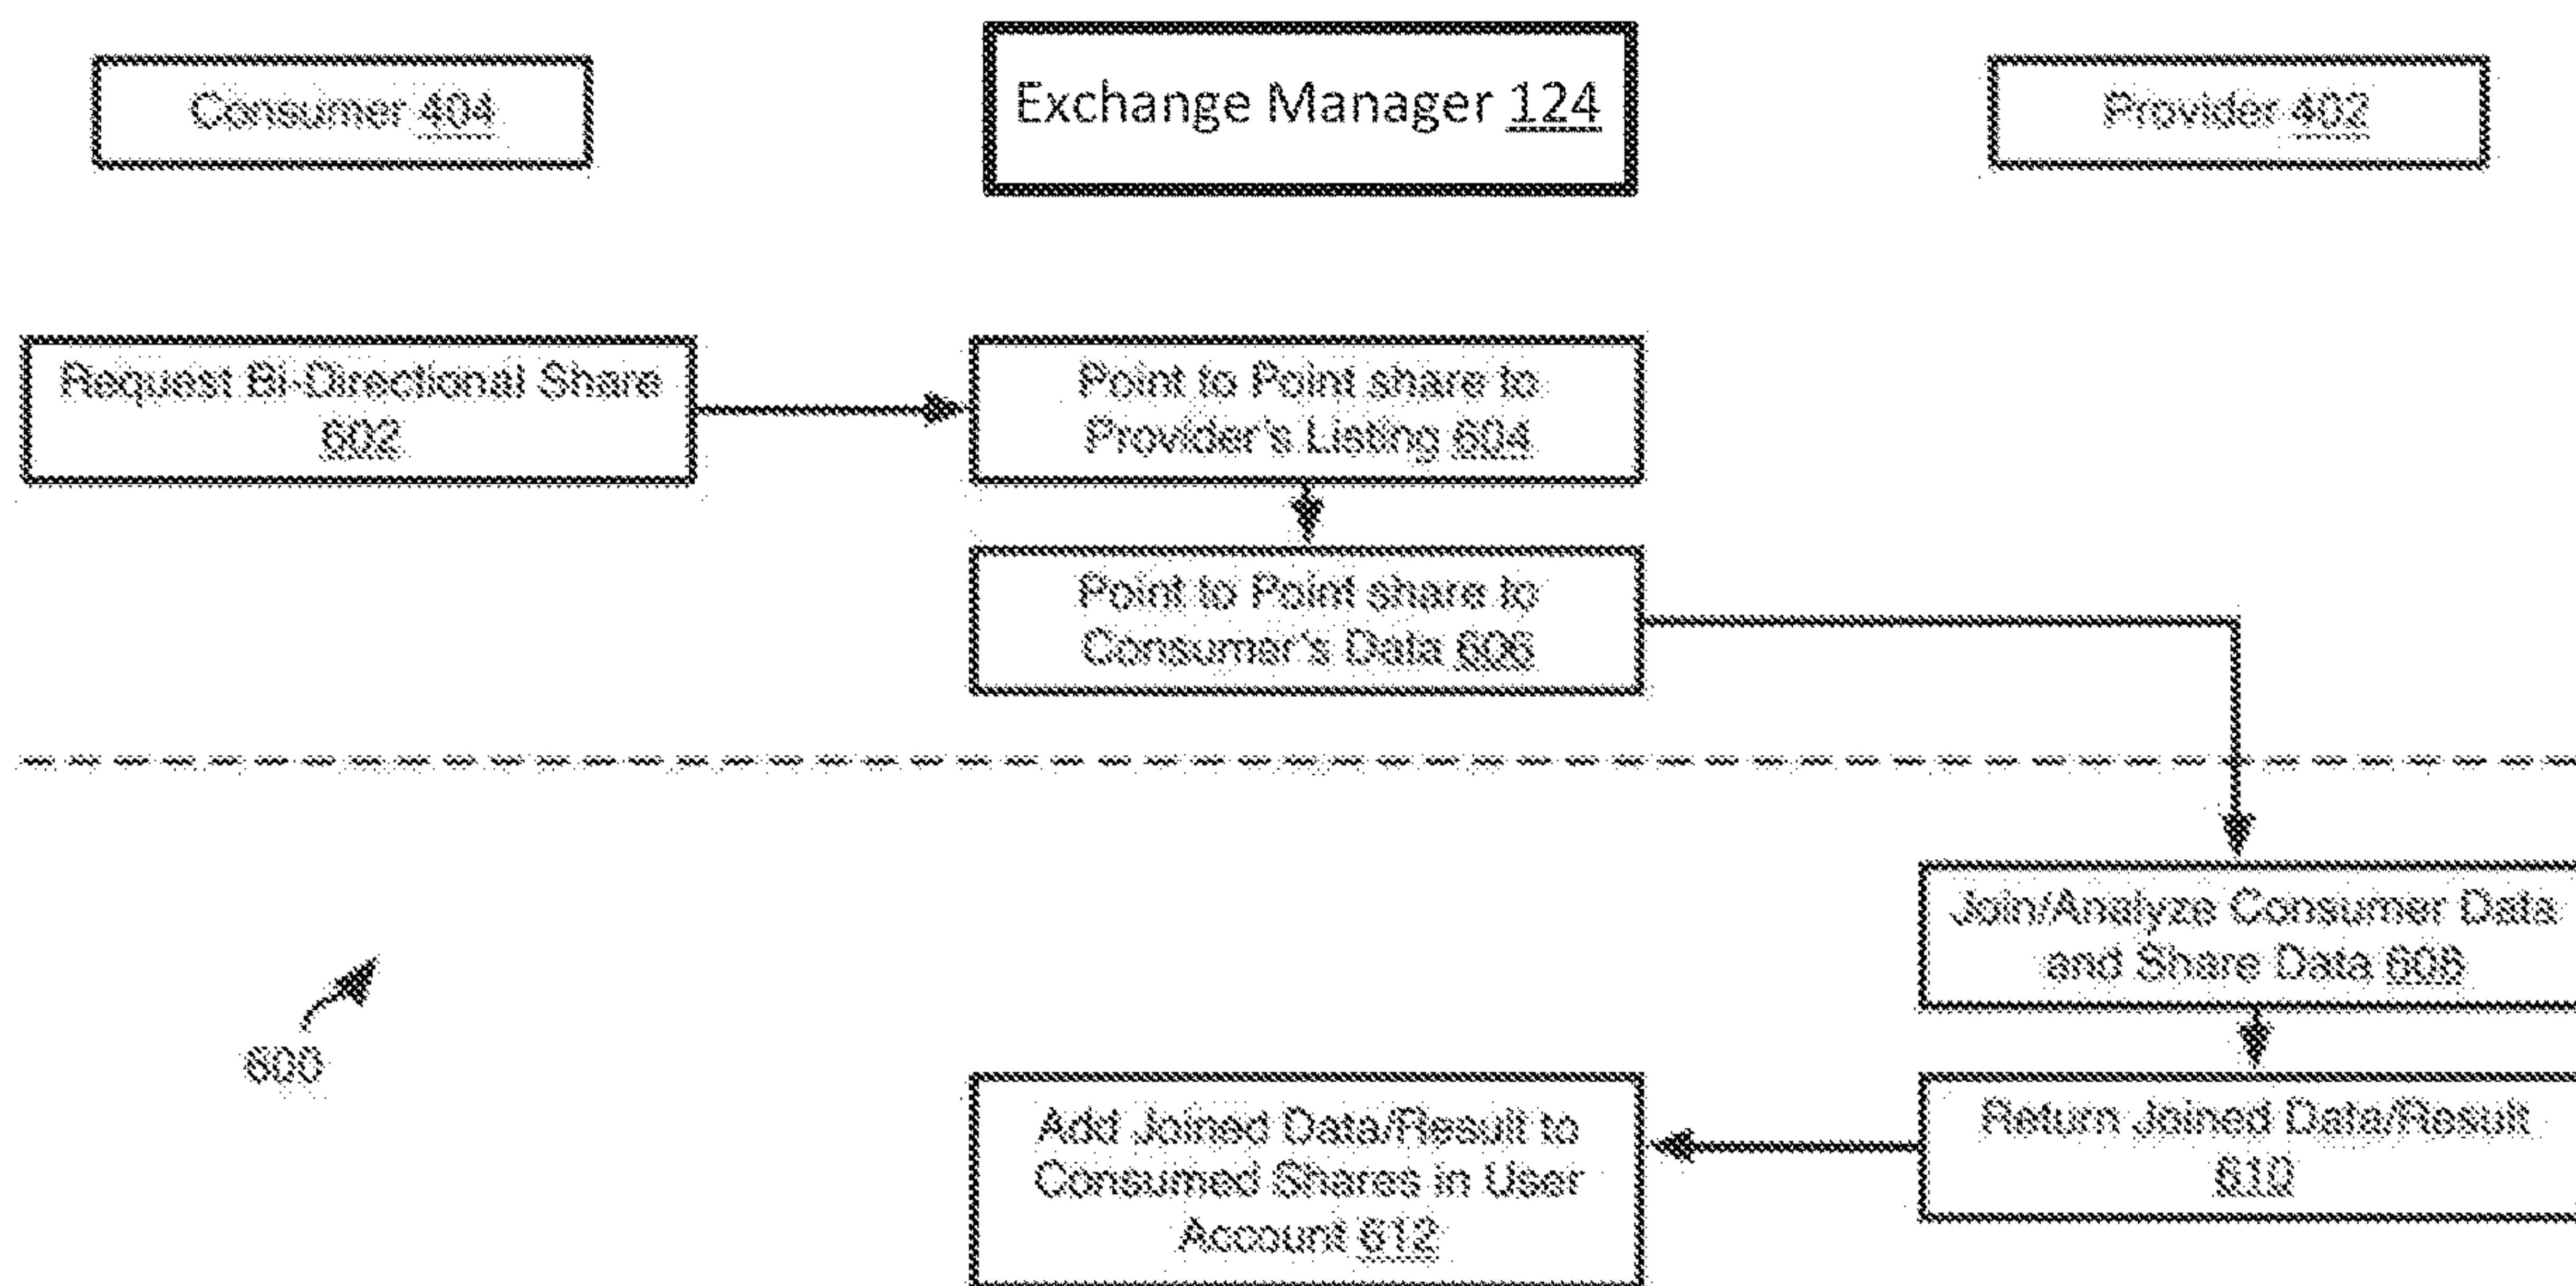 Consumer 404
Exchange Manager 124
Provider 402
Request Bi-Directional Share
602
Point to Point share to
Provider's Listing 604
Point to Point share to
Consumer's Data 606
Join/Analyze Consumer Data
and Share Data 608
600
Return Joined Data/Result
610
Add Joined Data/Result to
Consumed Shares in User
Account 612